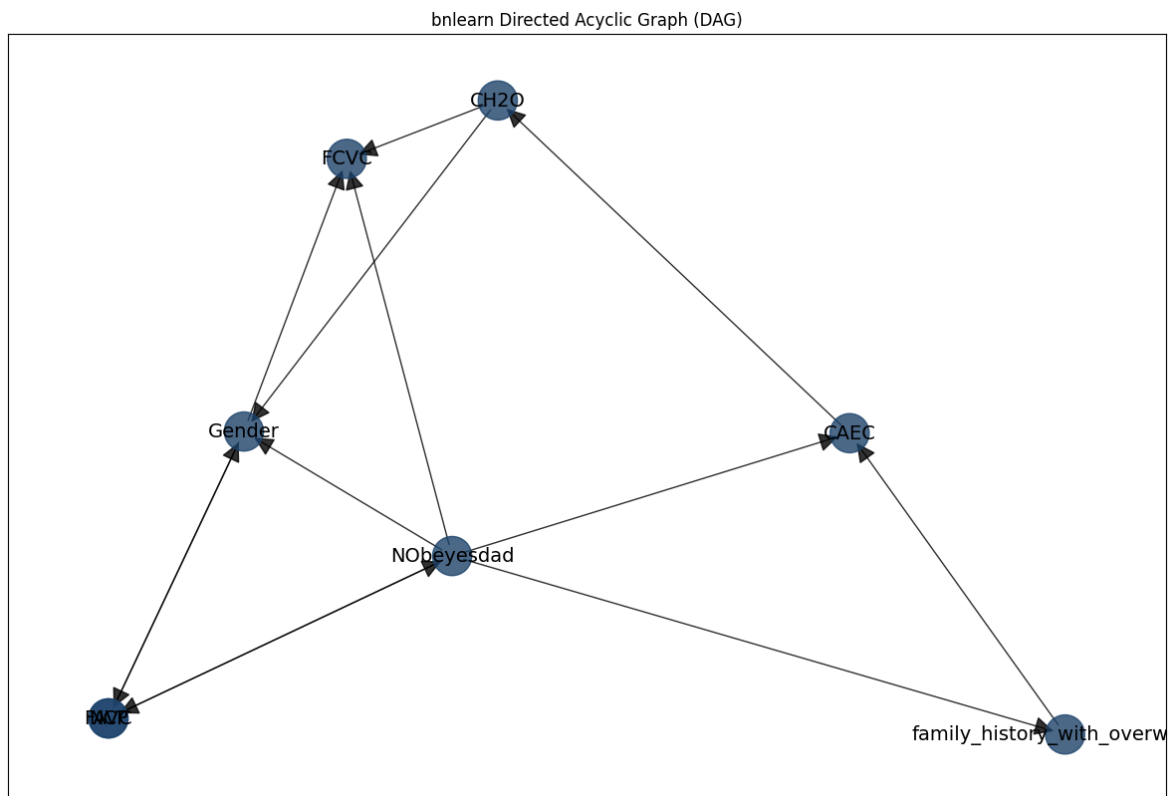 bnlearn Directed Acyclic Graph (DAG)
CH2O
FCVC
Gender
CAEC
NObeyesdad
family_history_with_overw